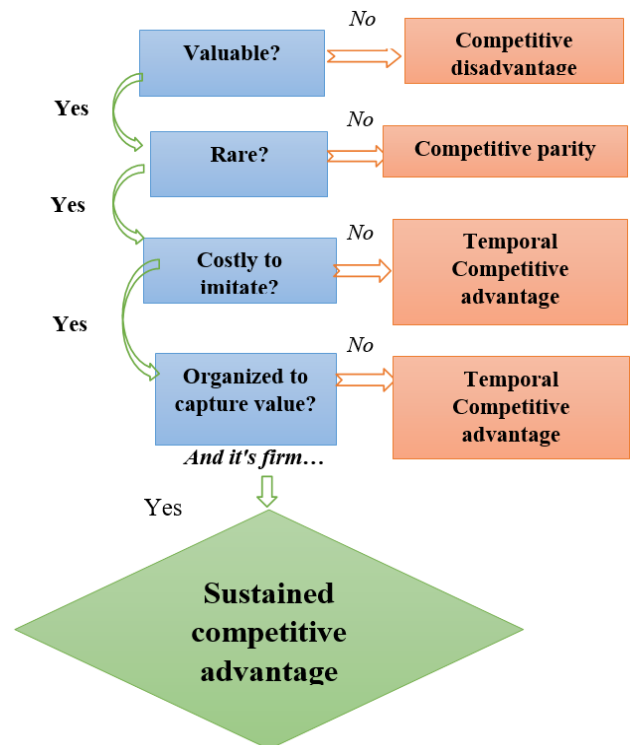 Valuable?
No
Competitive
disadvantage
Yes
Rare?
No
Competitive parity
Yes
Costly to
imitate?
No
Temporal
Competitive
advantage
Yes
Organized to
capture value?
No
Temporal
Competitive
advantage
And it's firm…
Yes
Sustained
competitive
advantage